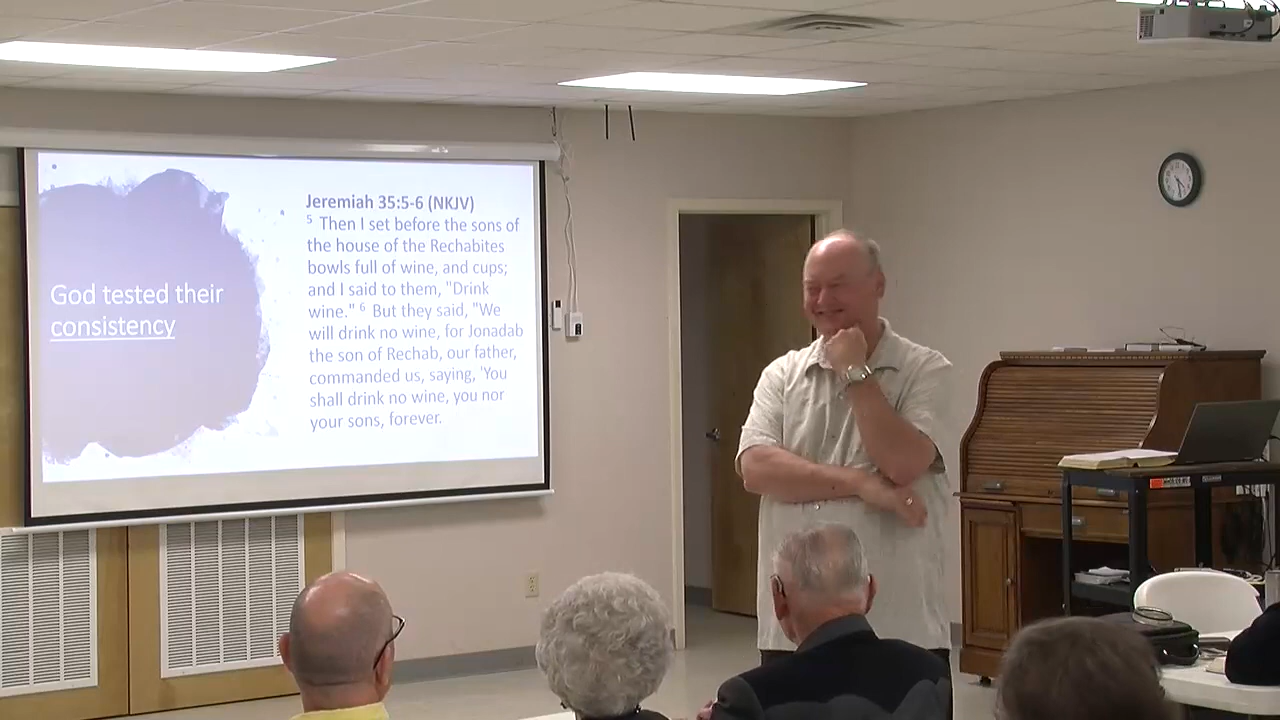 God tested their
consistency
Jeremiah 35:5-6 (NKJV)
5 Then I set before the sons of
the house of the Rechabites
bowls full of wine, and cups;
and I said to them, "Drink
wine." 6 But they said, "We
will drink no wine, for Jonadab
the son of Rechab, our father,
commanded us, saying, 'You
shall drink no wine, you nor
your sons, forever.